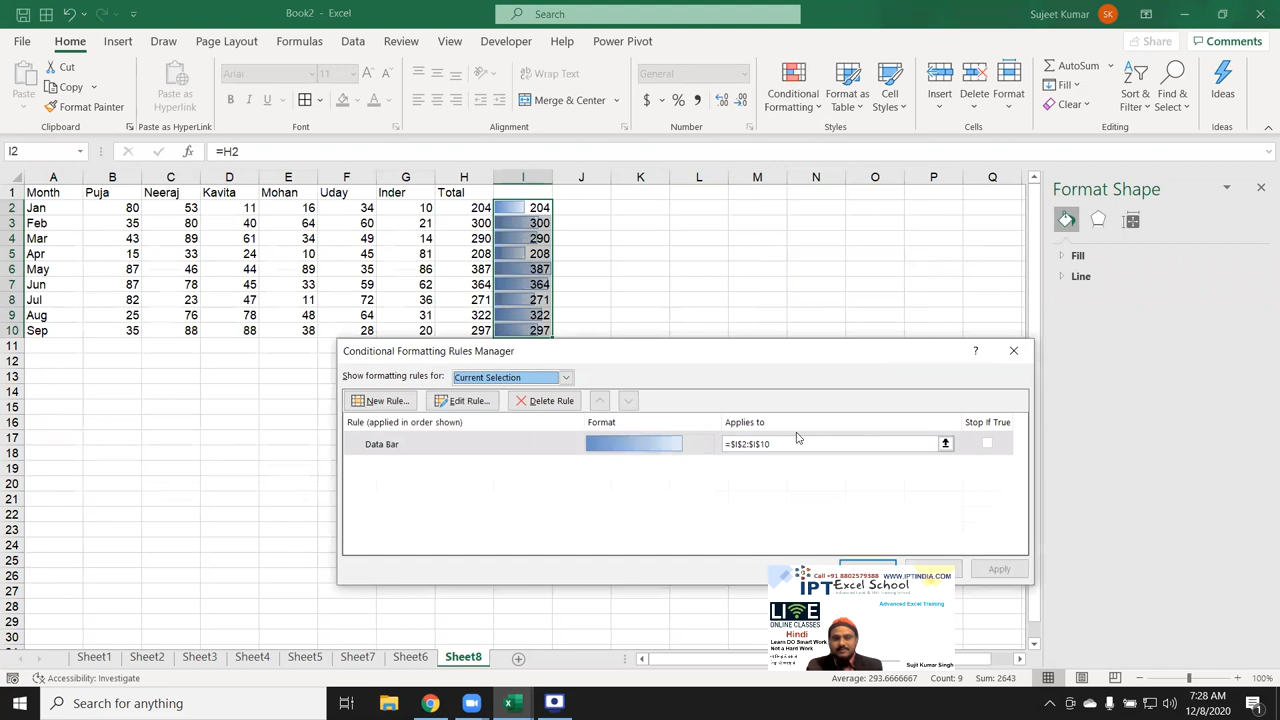 Book2 - Excel
Search
Sujeet Kumar
SK
File Home Insert Draw Page Layout Formulas Data Review View Developer Help Power Pivot
Share
Comments
Paste
Cut
Copy
Format Painter
Clipboard
Paste as Hyperlink
Paste as HyperLink
Arial 11
B I U
Font
Wrap Text
Merge & Center
Alignment
General
$ % ,
Number
Conditional Formatting
Format as Table
Cell Styles
Styles
Insert
Delete
Format
Cells
AutoSum
Fill
Clear
Sort & Filter
Find & Select
Editing
Ideas
Ideas
I2
fx
=H2
A B C D E F G H I J K L M N O P Q
1 Month Puja Neeraj Kavita Mohan Uday Inder Total
2 Jan 80 53 11 16 34 10 204 204
3 Feb 35 80 40 64 60 21 300 300
4 Mar 43 89 61 34 49 14 290 290
5 Apr 15 33 24 10 45 81 208 208
6 May 87 46 44 89 35 86 387 387
7 Jun 87 78 45 33 59 62 364 364
8 Jul 82 23 47 11 72 36 271 271
9 Aug 25 76 78 48 64 31 322 322
10 Sep 35 88 88 38 28 20 297 297
11
12
13
14
15
16
17
18
19
20
21
22
23
24
25
26
27
28
29
30
Format Shape
Fill
Line
Conditional Formatting Rules Manager
?
Show formatting rules for: Current Selection
New Rule...
Edit Rule...
Delete Rule
Rule (applied in order shown) Format Applies to Stop If True
Data Bar
=$I$2:$I$10
Apply
Call +91 8802579388 WWW.IPTINDIA.COM
IPT Excel School
Advanced Excel Training
LIVE
ONLINE CLASSES
Hindi
Learn DO Smart Work
Not a Hard Work
Sujit Kumar Singh
Sheet2 Sheet3 Sheet4 Sheet5 Sheet7 Sheet6 Sheet8
Accessibility: Investigate
Average: 293.6666667 Count: 9 Sum: 2643
100%
Search for anything
7:28 AM
12/8/2020